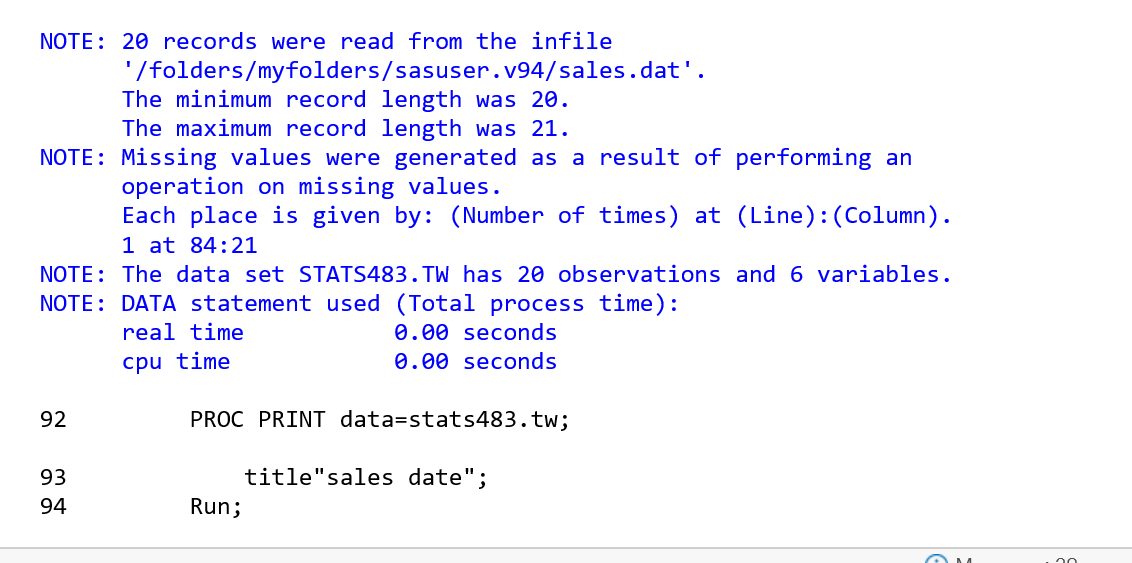 NOTE: 20 records were read from the infile
'/folders/myfolders/sasuser.v94/sales.dat'.
The minimum record length was 20.
The maximum record length was 21.
NOTE: Missing values were generated as a result of performing an
operation on missing values.
Each place is given by: (Number of times) at (Line):(Column).
1 at 84:21
NOTE: The data set STATS483.TW has 20 observations and 6 variables.
NOTE: DATA statement used (Total process time):
real time 0.00 seconds
cpu time 0.00 seconds
92 PROC PRINT data=stats483.tw;
93 title"sales date";
94 Run;